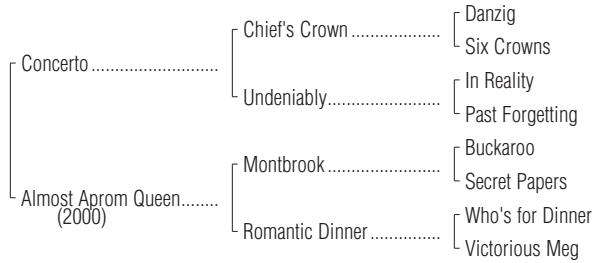 Danzig
Chief's Crown ...................
Six Crowns
Concerto ...........................
In Reality
Undeniably........................
Past Forgetting
Buckaroo
Montbrook ........................
Secret Papers
Almost Aprom Queen........
(2000)
Who's for Dinner
Romantic Dinner ...............
Victorious Meg